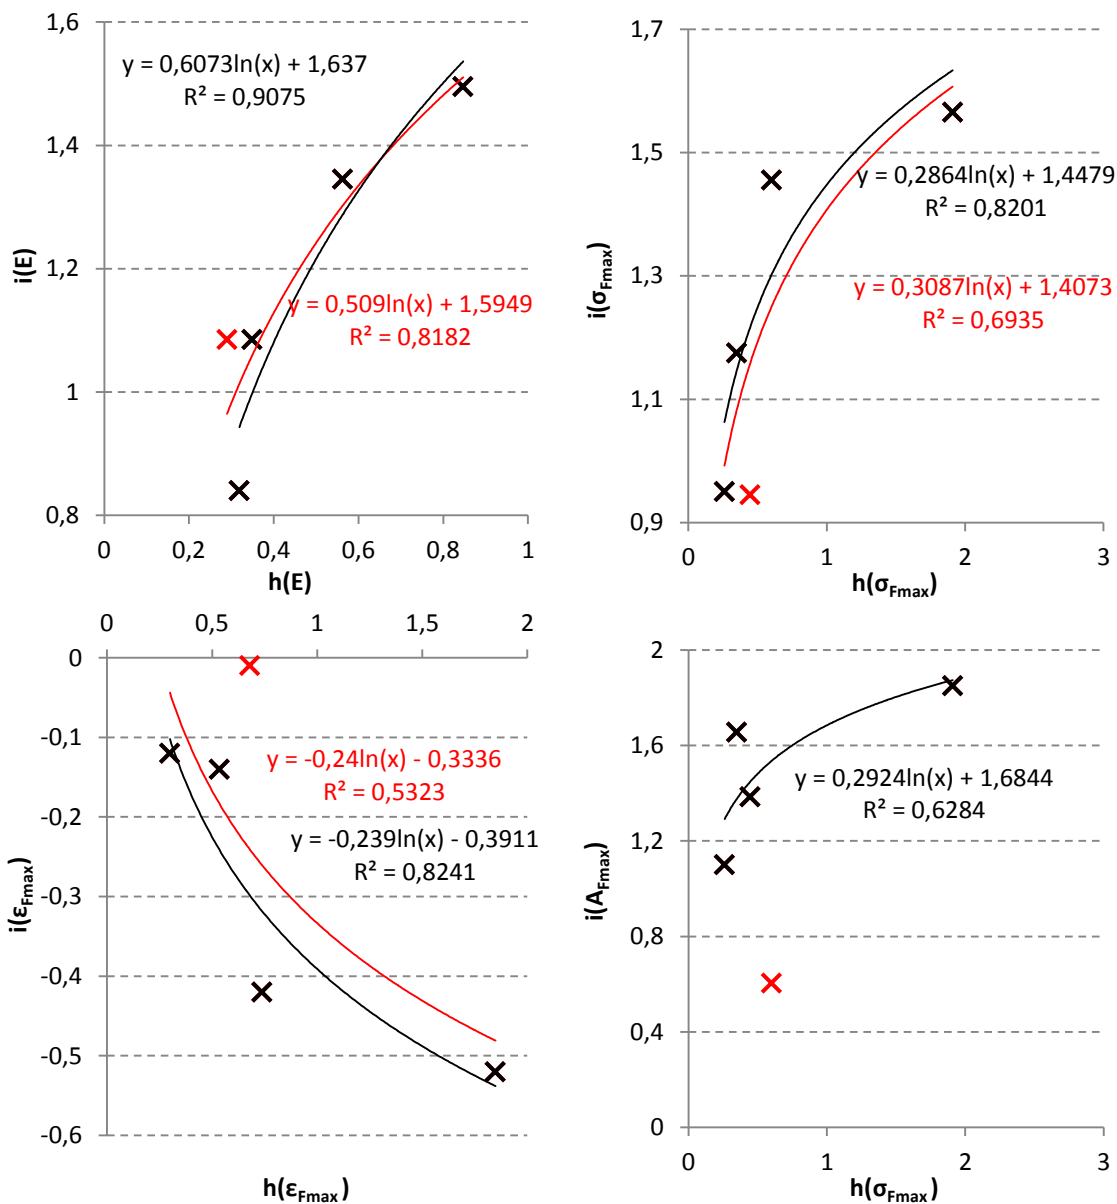 1,6
1,4
1,2
1
0,8
i(E)
y = 0,6073ln(x) + 1,637
R² = 0,9075
y = 0,509ln(x) + 1,5949
R² = 0,8182
0 0,2 0,4 0,6 0,8 1
h(E)
1,7
1,5
1,3
1,1
0,9
i(σFmax)
y = 0,2864ln(x) + 1,4479
R² = 0,8201
y = 0,3087ln(x) + 1,4073
R² = 0,6935
0 1 2 3
h(σFmax)
0 0,5 1 1,5 2
0
-0,1
-0,2
-0,3
-0,4
-0,5
-0,6
i(εFmax)
y = -0,24ln(x) - 0,3336
R² = 0,5323
y = -0,239ln(x) - 0,3911
R² = 0,8241
h(εFmax)
2
1,6
1,2
0,8
0,4
0
i(AFmax)
y = 0,2924ln(x) + 1,6844
R² = 0,6284
0 1 2 3
h(σFmax)